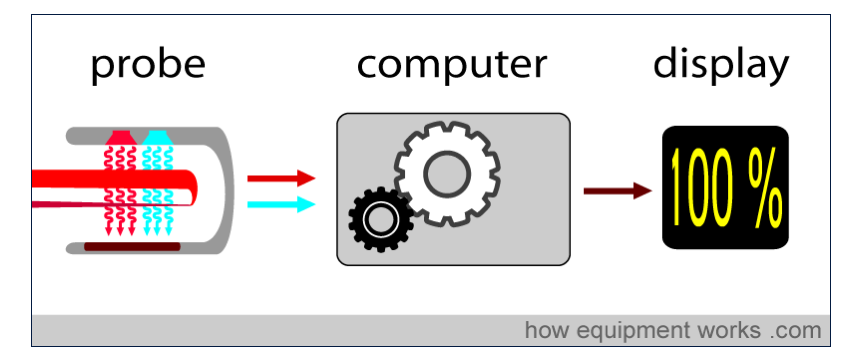 probe computer display
100 %
how equipment works .com